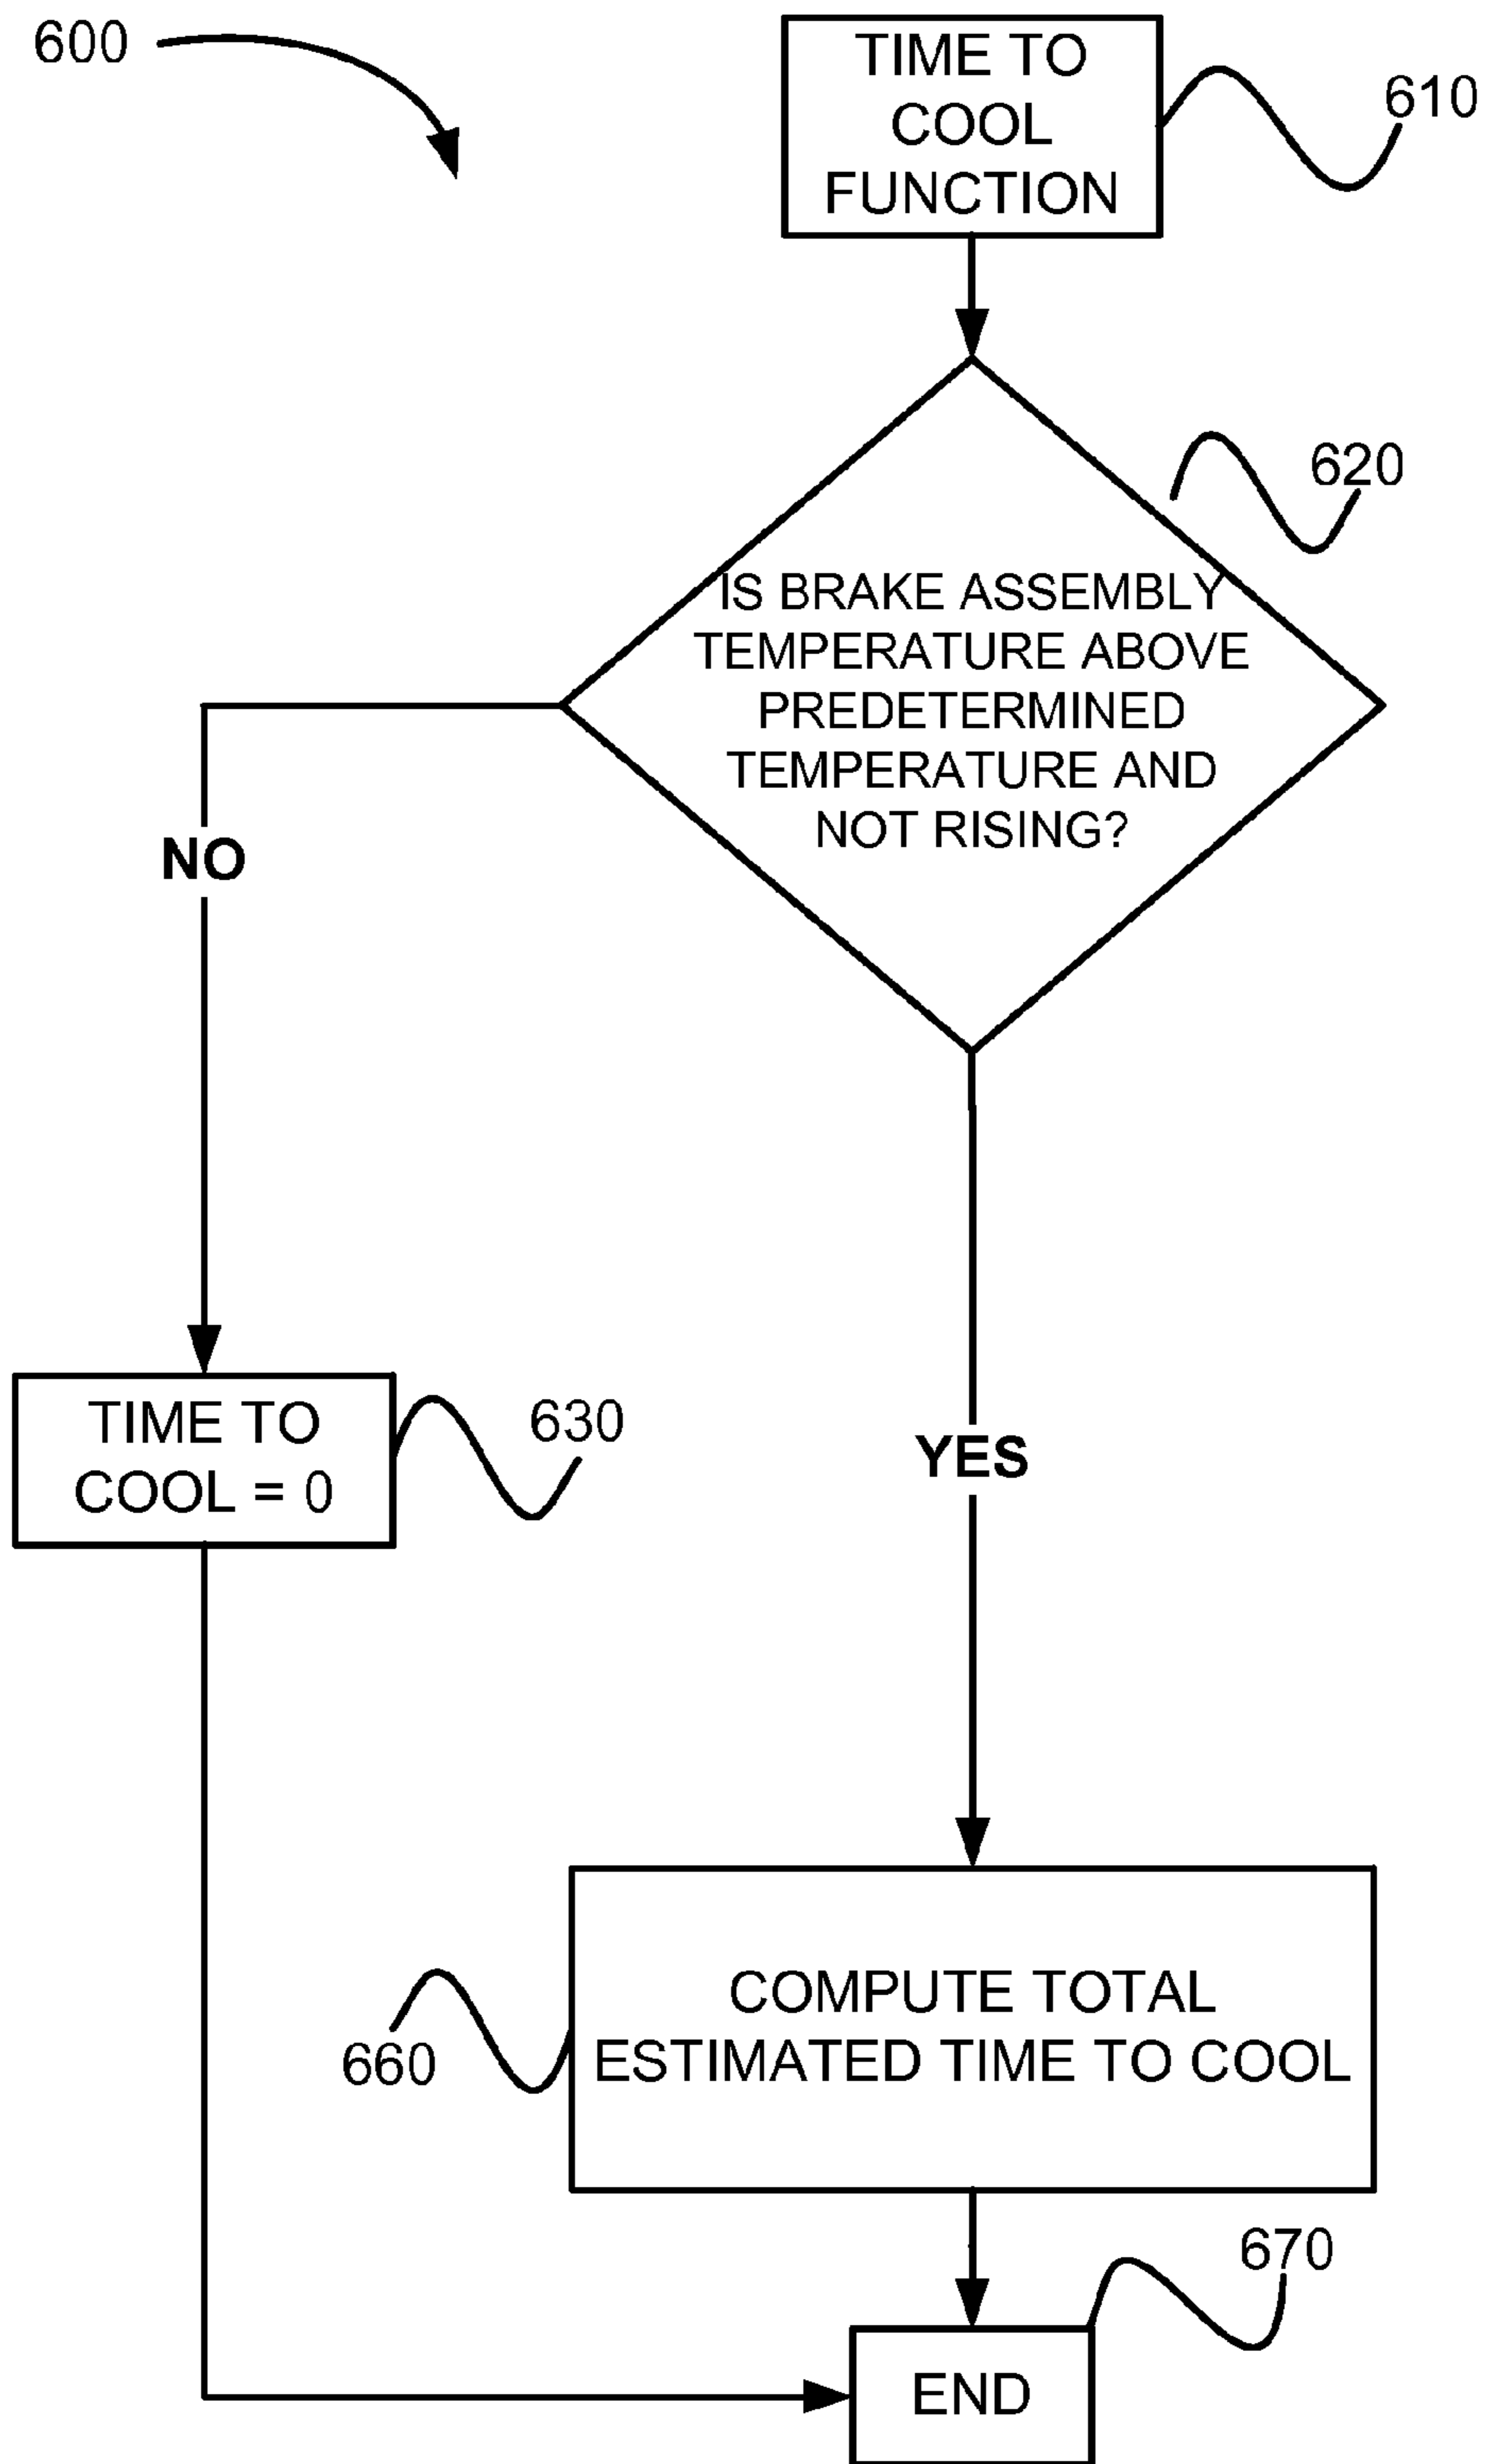 600
TIME TO
COOL
FUNCTION
610
620
IS BRAKE ASSEMBLY
TEMPERATURE ABOVE
PREDETERMINED
TEMPERATURE AND
NOT RISING?
NO
TIME TO
COOL = 0
630
YES
COMPUTE TOTAL
ESTIMATED TIME TO COOL
660
670
END